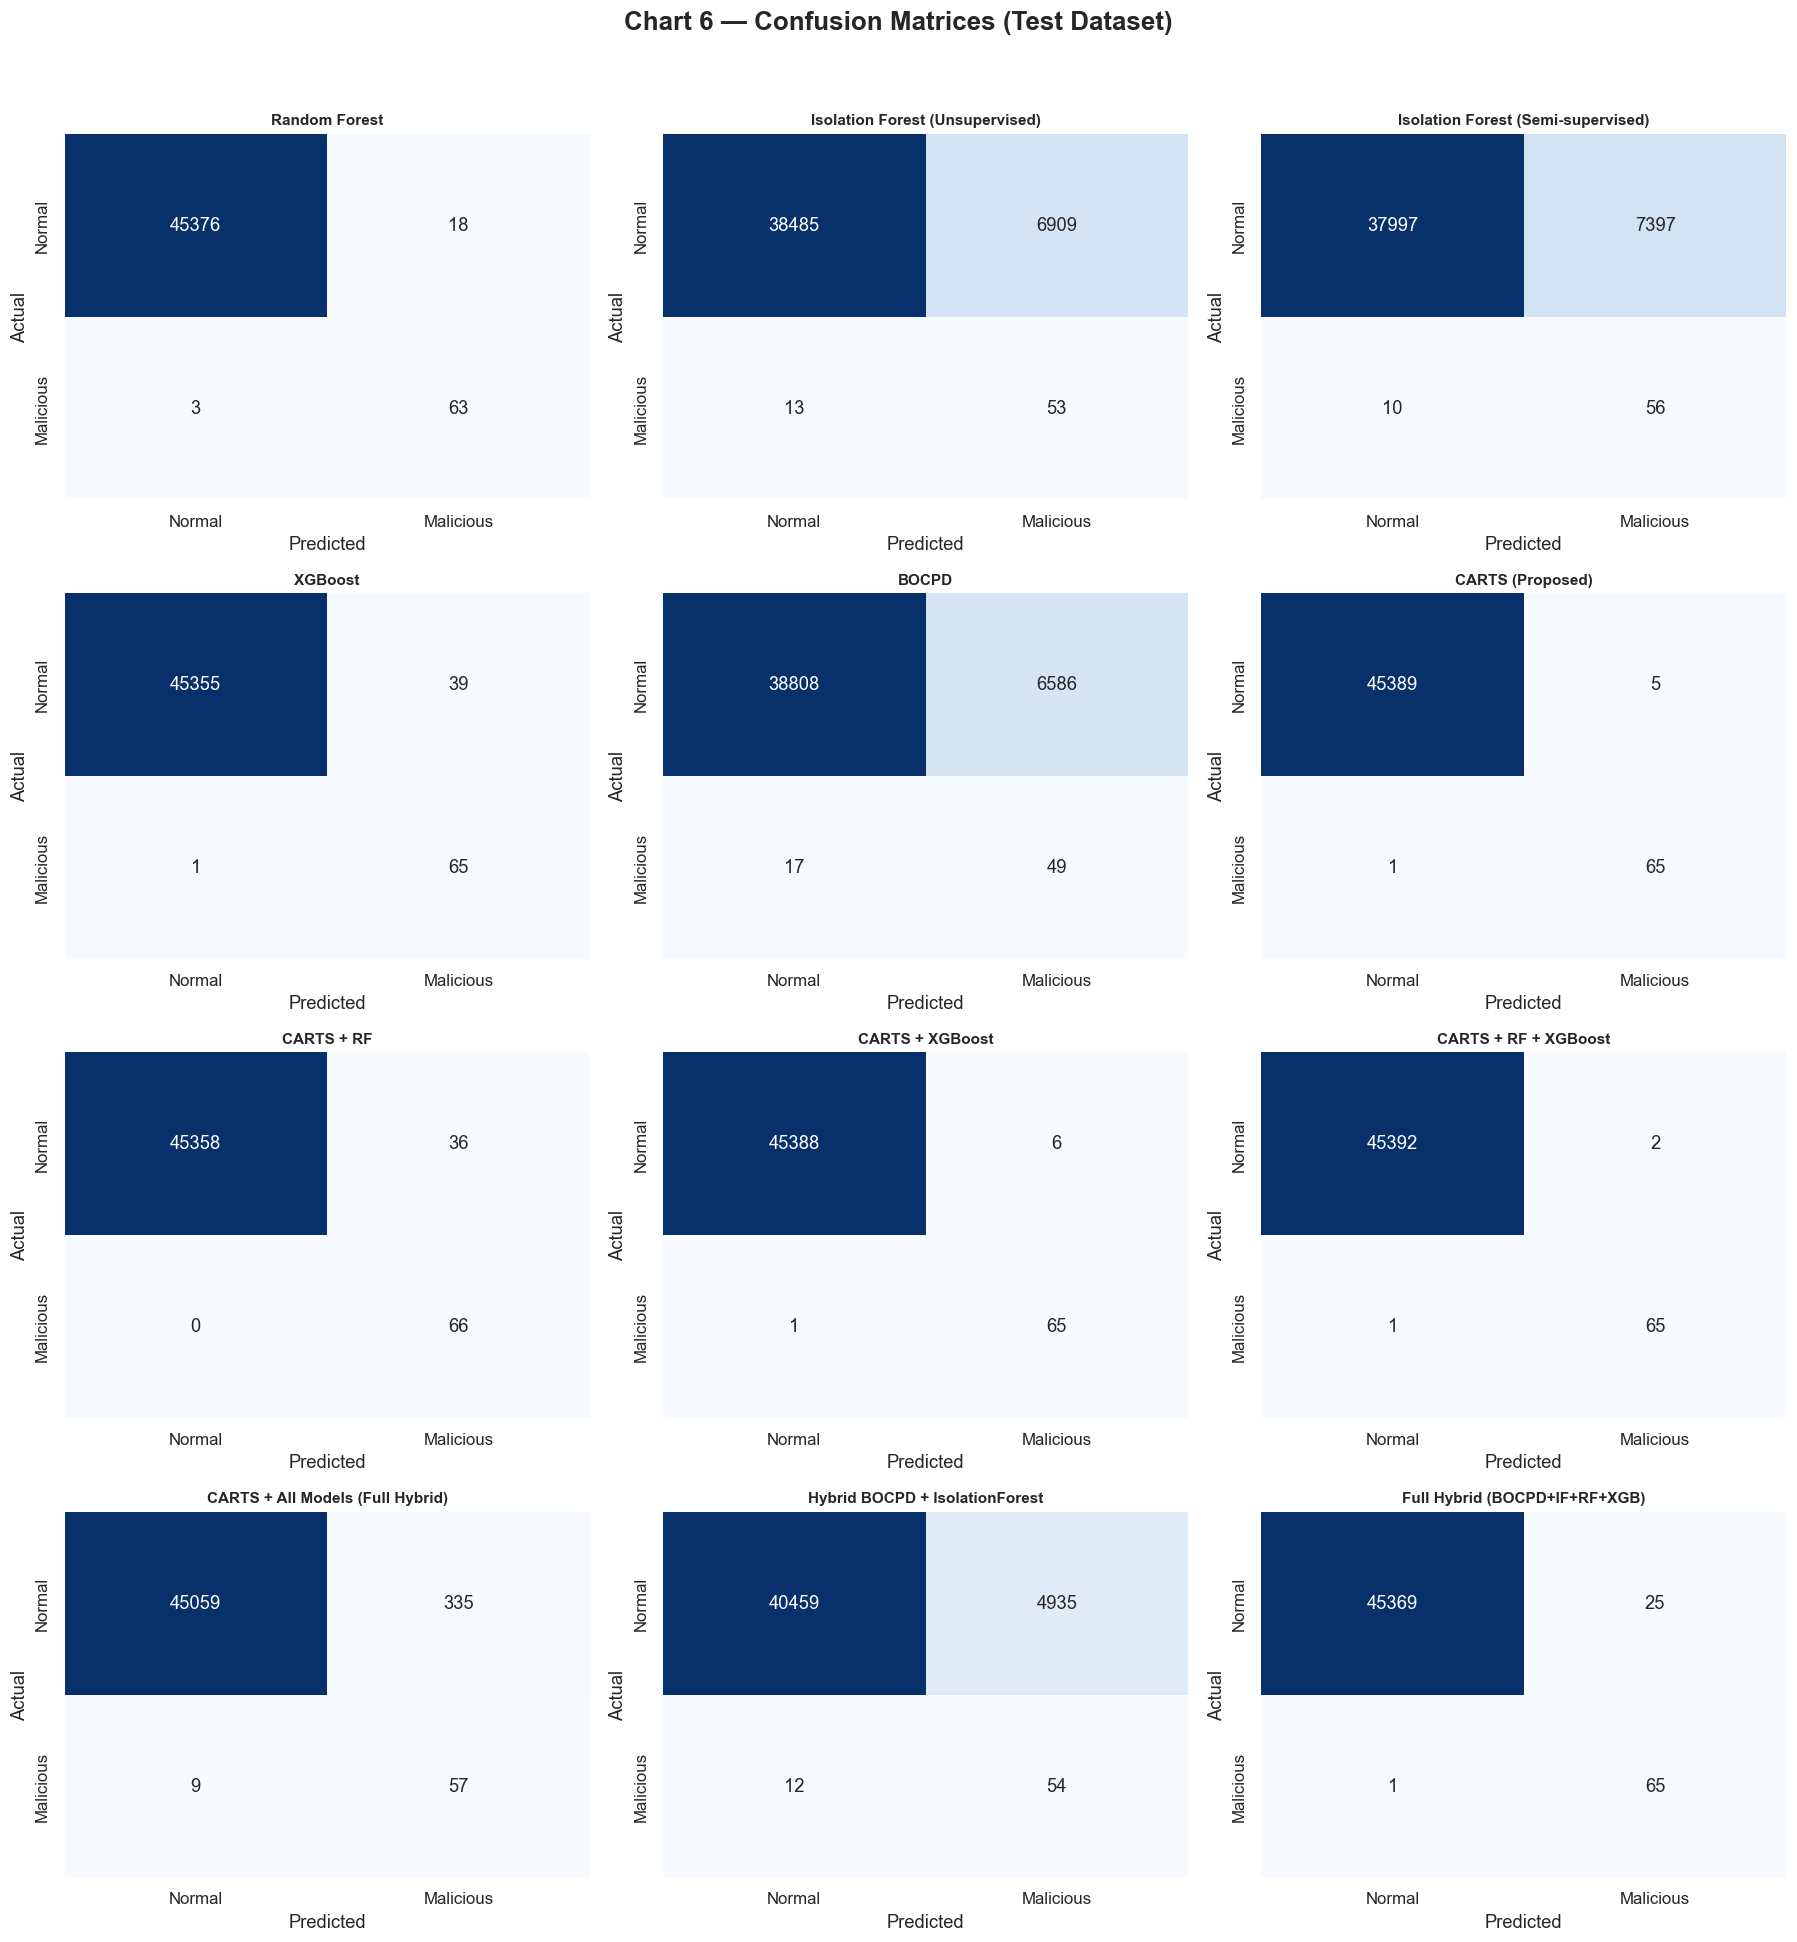 Chart 6 — Confusion Matrices (Test Dataset)
Random Forest
Actual
Normal
45376
18
Malicious
3
63
Normal
Malicious
Predicted
Isolation Forest (Unsupervised)
Actual
Normal
38485
6909
Malicious
13
53
Normal
Malicious
Predicted
Isolation Forest (Semi-supervised)
Actual
Normal
37997
7397
Malicious
10
56
Normal
Malicious
Predicted
XGBoost
Actual
Normal
45355
39
Malicious
1
65
Normal
Malicious
Predicted
BOCPD
Actual
Normal
38808
6586
Malicious
17
49
Normal
Malicious
Predicted
CARTS (Proposed)
Actual
Normal
45389
5
Malicious
1
65
Normal
Malicious
Predicted
CARTS + RF
Actual
Normal
45358
36
Malicious
0
66
Normal
Malicious
Predicted
CARTS + XGBoost
Actual
Normal
45388
6
Malicious
1
65
Normal
Malicious
Predicted
CARTS + RF + XGBoost
Actual
Normal
45392
2
Malicious
1
65
Normal
Malicious
Predicted
CARTS + All Models (Full Hybrid)
Actual
Normal
45059
335
Malicious
9
57
Normal
Malicious
Predicted
Hybrid BOCPD + IsolationForest
Actual
Normal
40459
4935
Malicious
12
54
Normal
Malicious
Predicted
Full Hybrid (BOCPD+IF+RF+XGB)
Actual
Normal
45369
25
Malicious
1
65
Normal
Malicious
Predicted